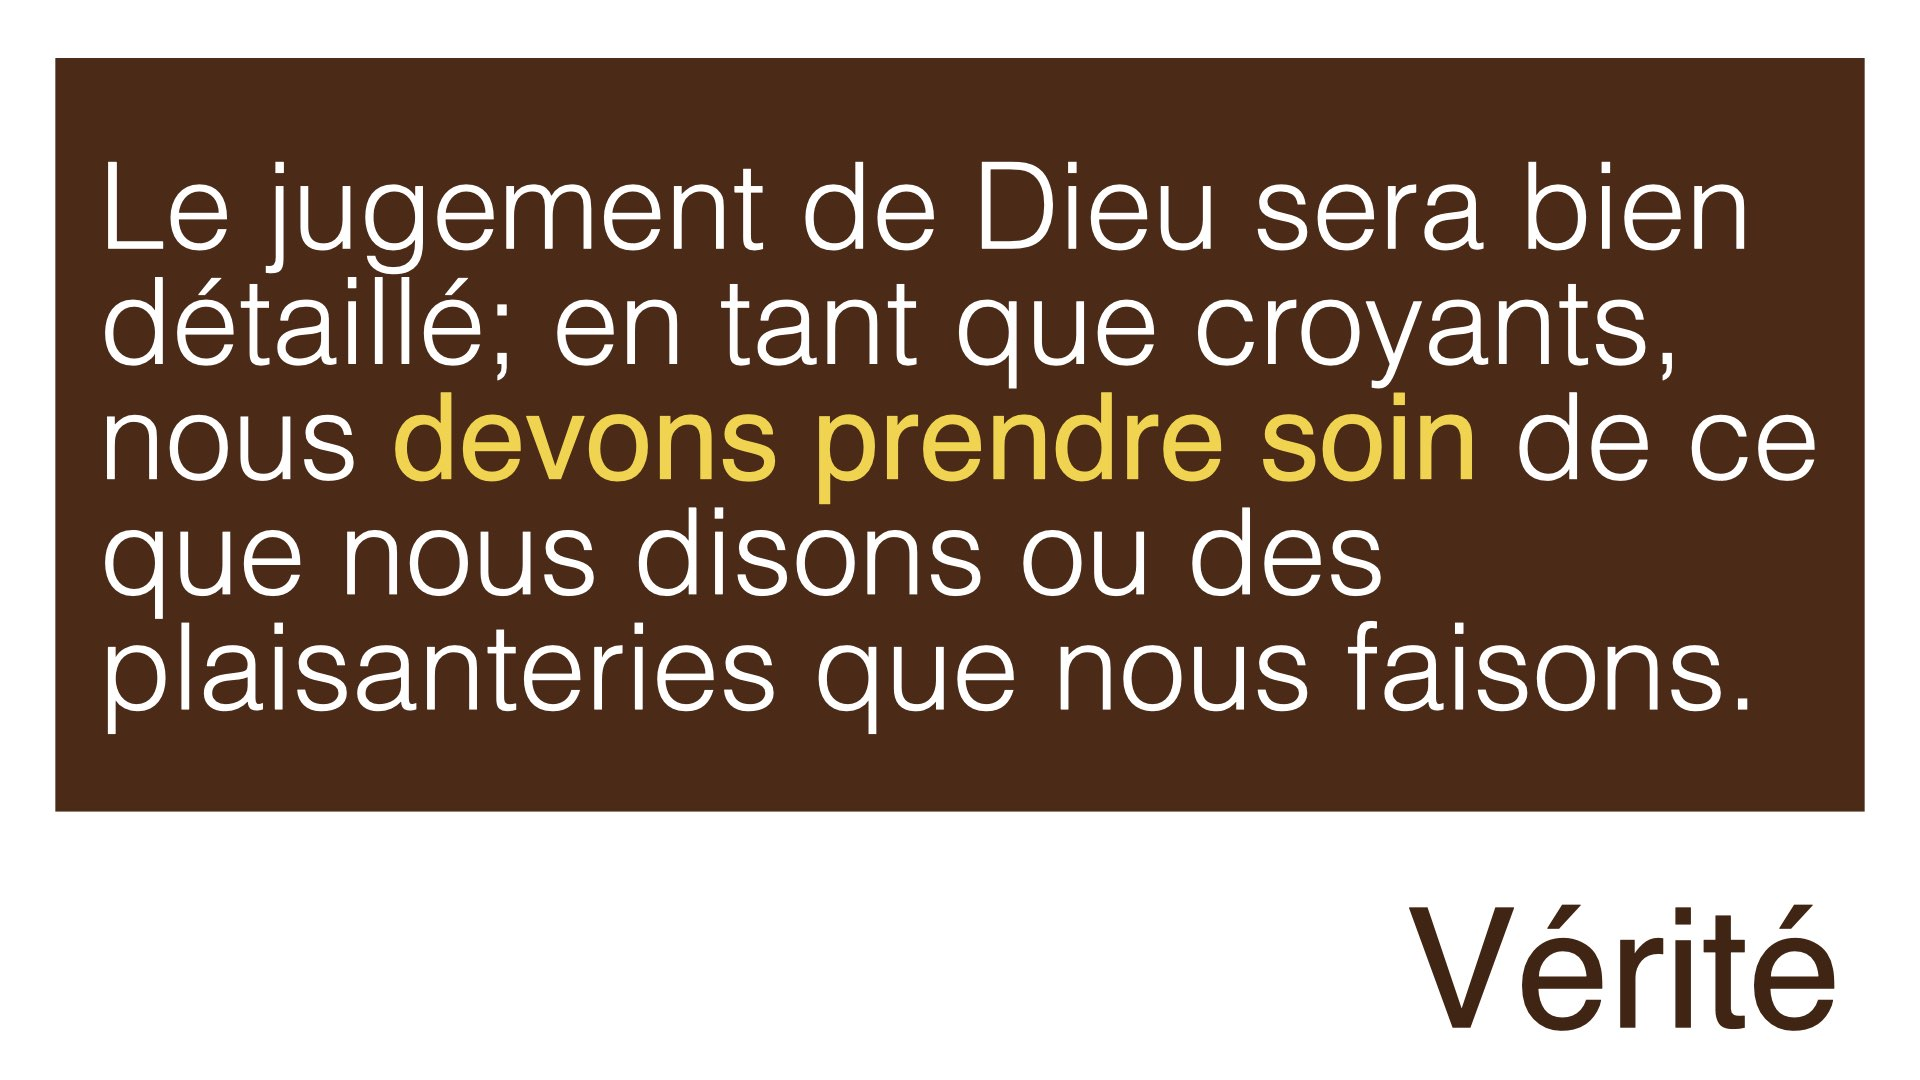 Le jugement de Dieu sera bien
détaillé; en tant que croyants,
nous devons prendre soin de ce
que nous disons ou des
plaisanteries que nous faisons.
Vérité